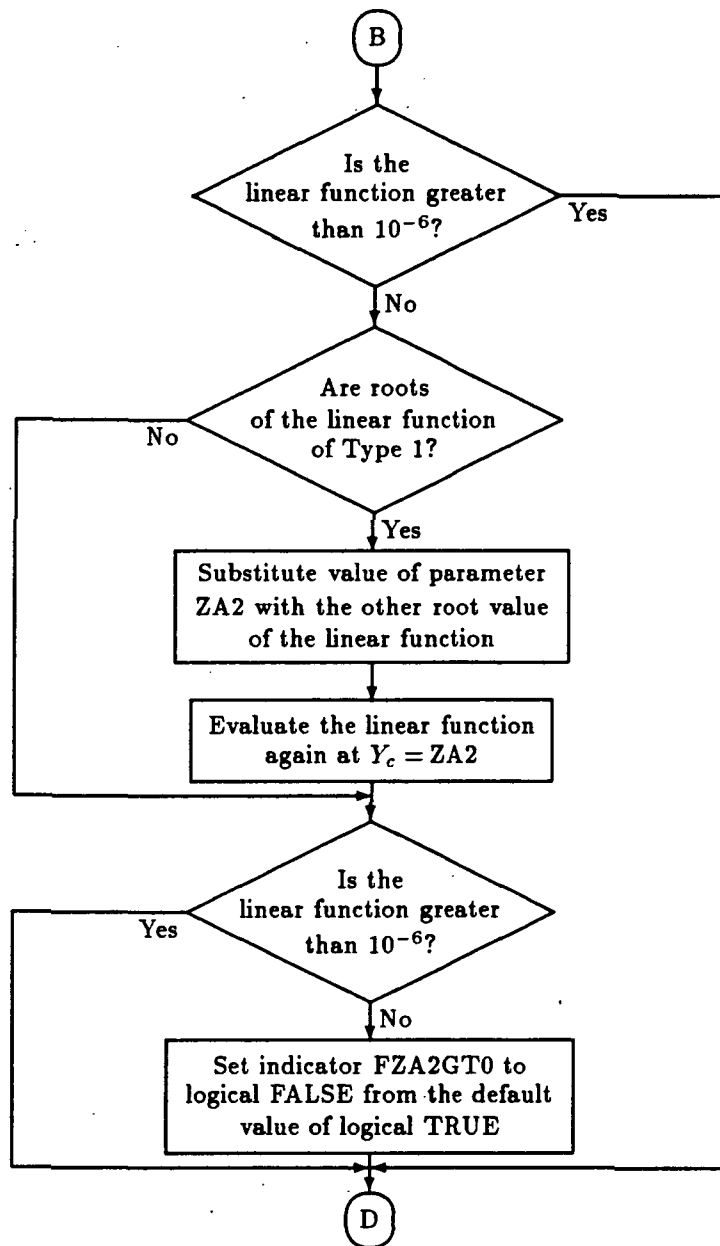 B
Is the
linear function greater
than 10⁻⁶?
Yes
No
Are roots
of the linear function
of Type 1?
No
Yes
Substitute value of parameter
ZA2 with the other root value
of the linear function
Evaluate the linear function
again at Y_c = ZA2
Is the
linear function greater
than 10⁻⁶?
Yes
No
Set indicator FZA2GT0 to
logical FALSE from the default
value of logical TRUE
D